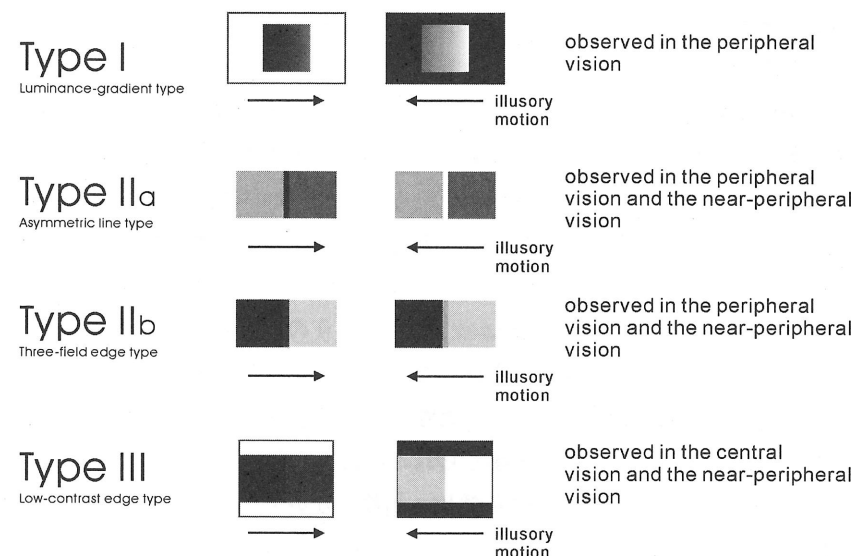 Type I
Luminance-gradient type
observed in the peripheral
vision
illusory
motion
Type IIa
Asymmetric line type
observed in the peripheral
vision and the near-peripheral
vision
illusory
motion
Type IIb
Three-field edge type
observed in the peripheral
vision and the near-peripheral
vision
illusory
motion
Type III
Low-contrast edge type
observed in the central
vision and the near-peripheral
vision
illusory
motion